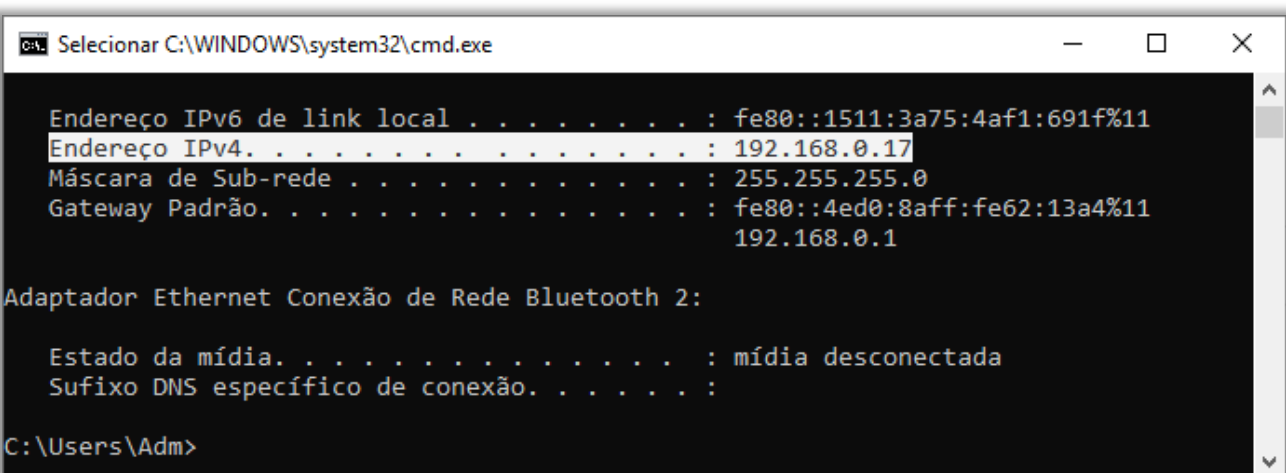 Selecionar C:\WINDOWS\system32\cmd.exe
Endereço IPv6 de link local . . . . . . . . : fe80::1511:3a75:4af1:691f%11
Endereço IPv4. . . . . . . . . . . . . . . : 192.168.0.17
Máscara de Sub-rede . . . . . . . . . . . . : 255.255.255.0
Gateway Padrão. . . . . . . . . . . . . . . : fe80::4ed0:8aff:fe62:13a4%11
192.168.0.1
Adaptador Ethernet Conexão de Rede Bluetooth 2:
Estado da mídia. . . . . . . . . . . . . . : mídia desconectada
Sufixo DNS específico de conexão. . . . . . :
C:\Users\Adm>